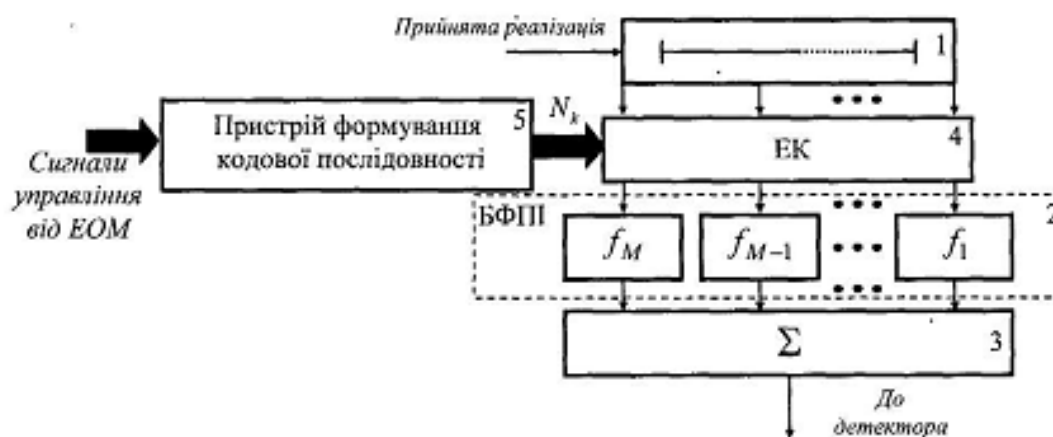 Прийнята реалізація
1
5
Пристрій формування
кодової послідовності
N_k
4
ЕК
Сигнали
управління
від ЕОМ
БФПІ
2
f_M
f_{M-1}
f_1
Σ
3
До
детектора